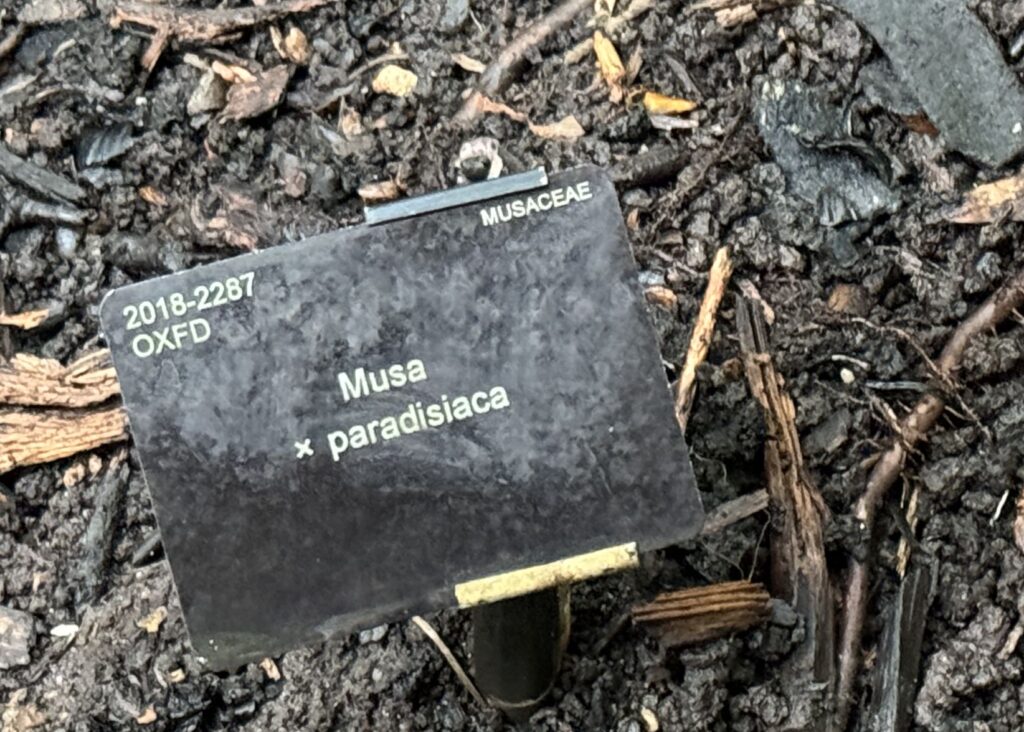 MUSACEAE
2018-2287
OXFD
Musa
× paradisiaca